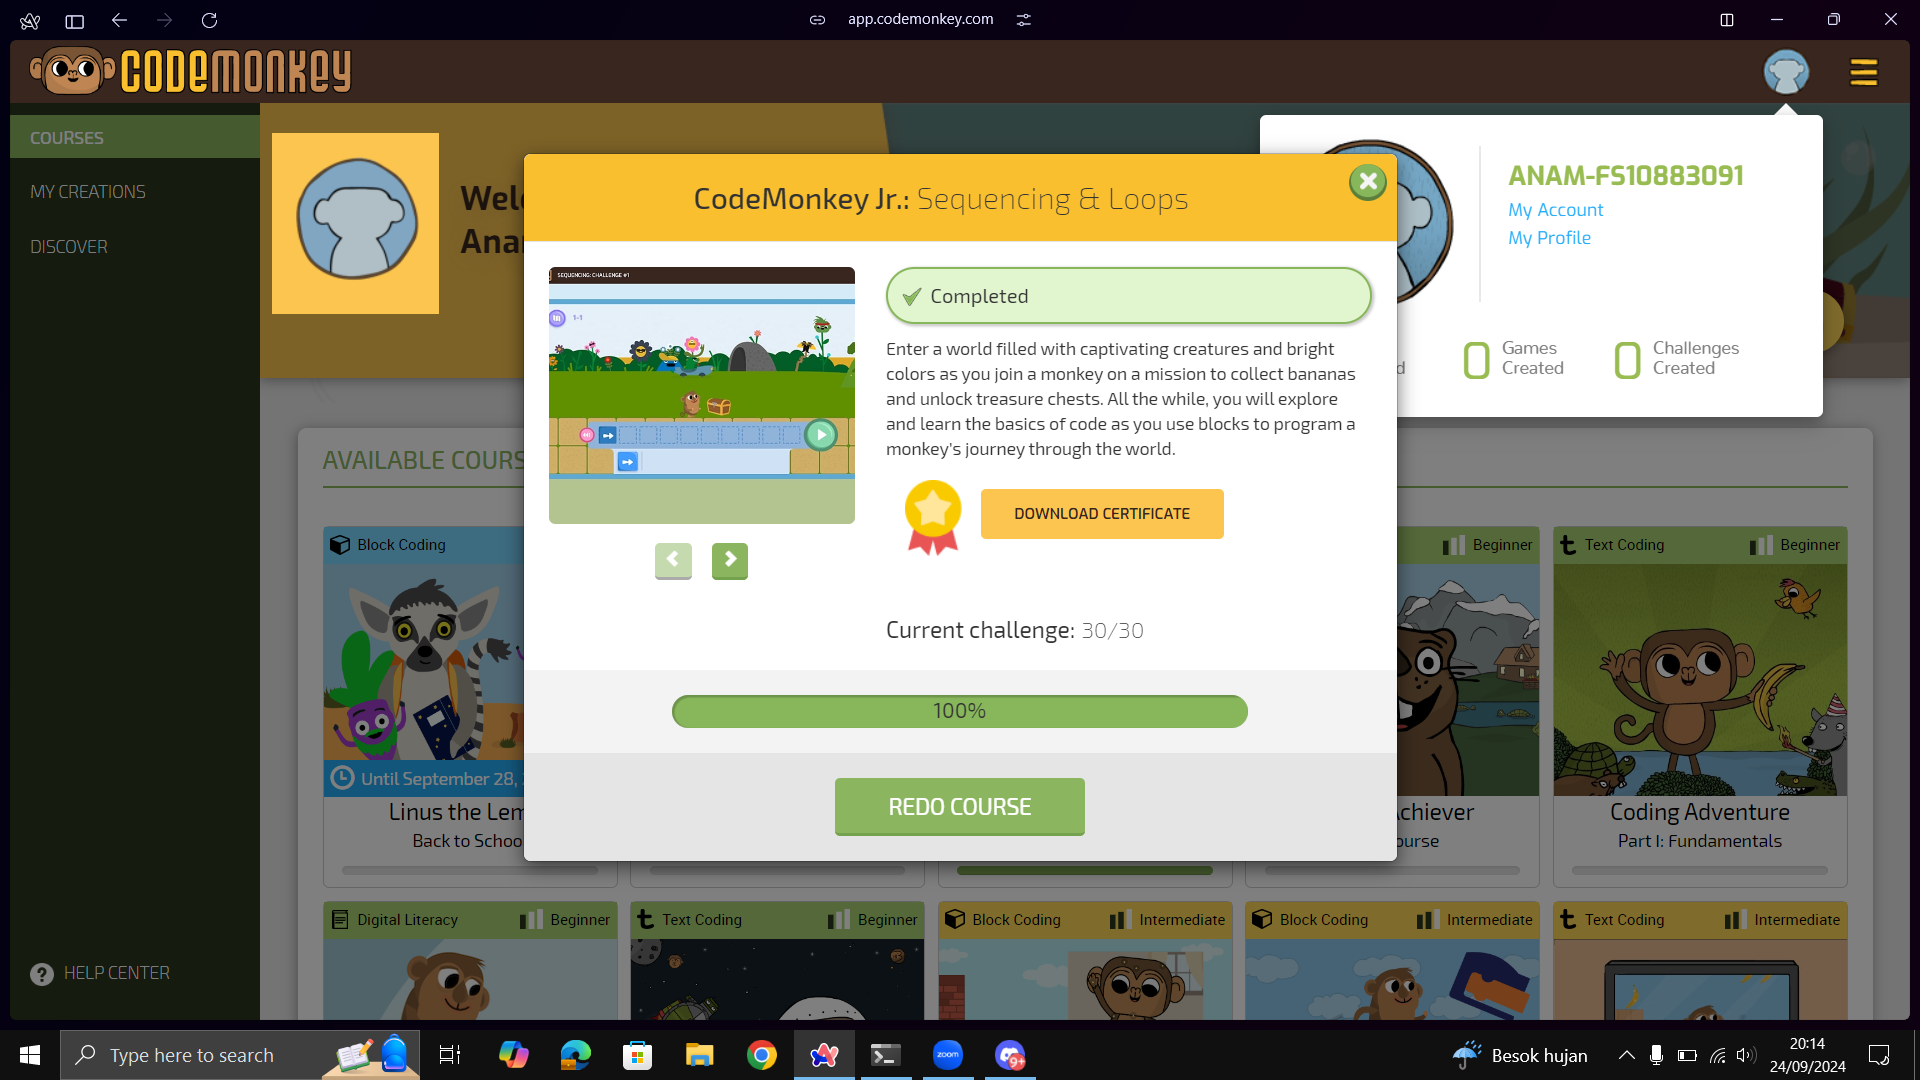 app.codemonkey.com
CODEMONKEY
COURSES
MY CREATIONS
DISCOVER
HELP CENTER
ANAM-FS10883091
My Account
My Profile
0 Games Created
0 Challenges Created
CodeMonkey Jr.: Sequencing & Loops
SEQUENCING: CHALLENGE #1
1-1
Completed
Enter a world filled with captivating creatures and bright
colors as you join a monkey on a mission to collect bananas
and unlock treasure chests. All the while, you will explore
and learn the basics of code as you use blocks to program a
monkey's journey through the world.
DOWNLOAD CERTIFICATE
Current challenge: 30/30
100%
REDO COURSE
AVAILABLE COURS
Block Coding
Beginner
Text Coding
Beginner
Until September 28,
Linus the Lem
Back to Schoo
chiever
ourse
Coding Adventure
Part I: Fundamentals
Digital Literacy
Beginner
Text Coding
Beginner
Block Coding
Intermediate
Block Coding
Intermediate
Text Coding
Intermediate
Type here to search
zoom
9+
Besok hujan
20:14
24/09/2024